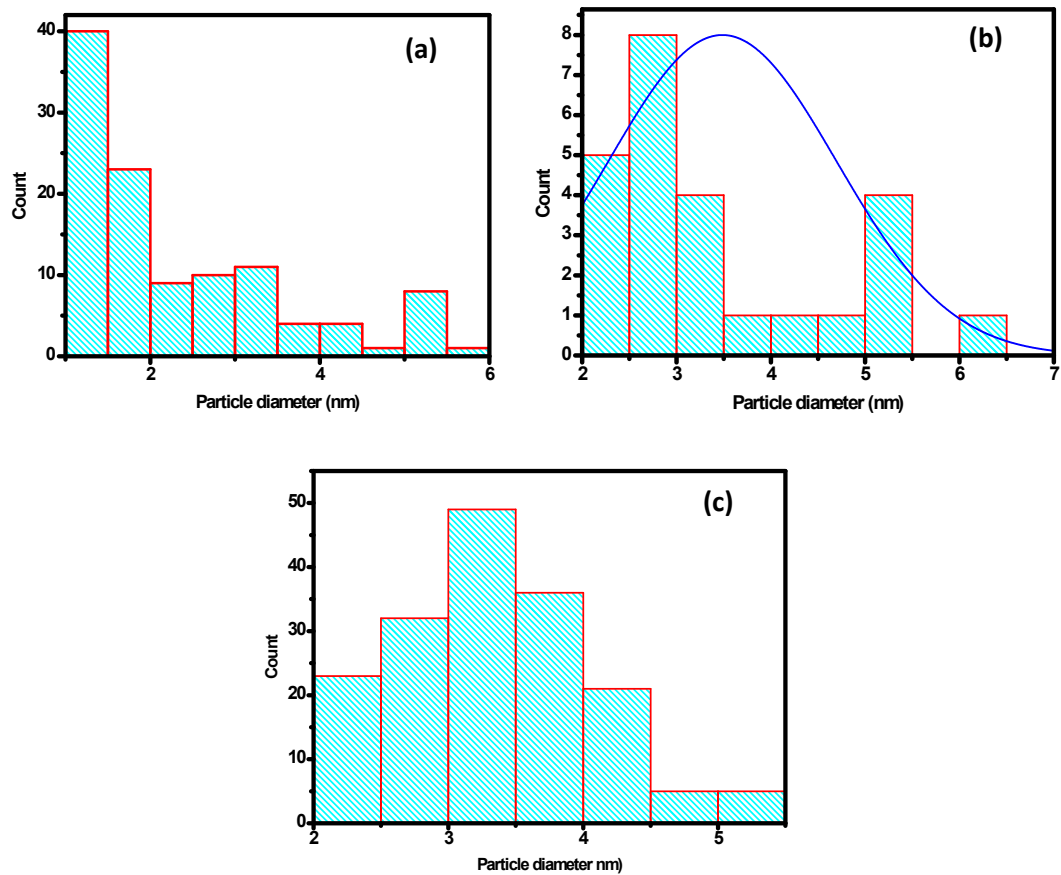 (a)
40
30
20
10
0
Count
2 4 6
Particle diameter (nm)
(b)
8
7
6
5
4
3
2
1
0
Count
2 3 4 5 6 7
Particle diameter (nm)
(c)
50
40
30
20
10
0
Count
2 3 4 5
Particle diameter nm)